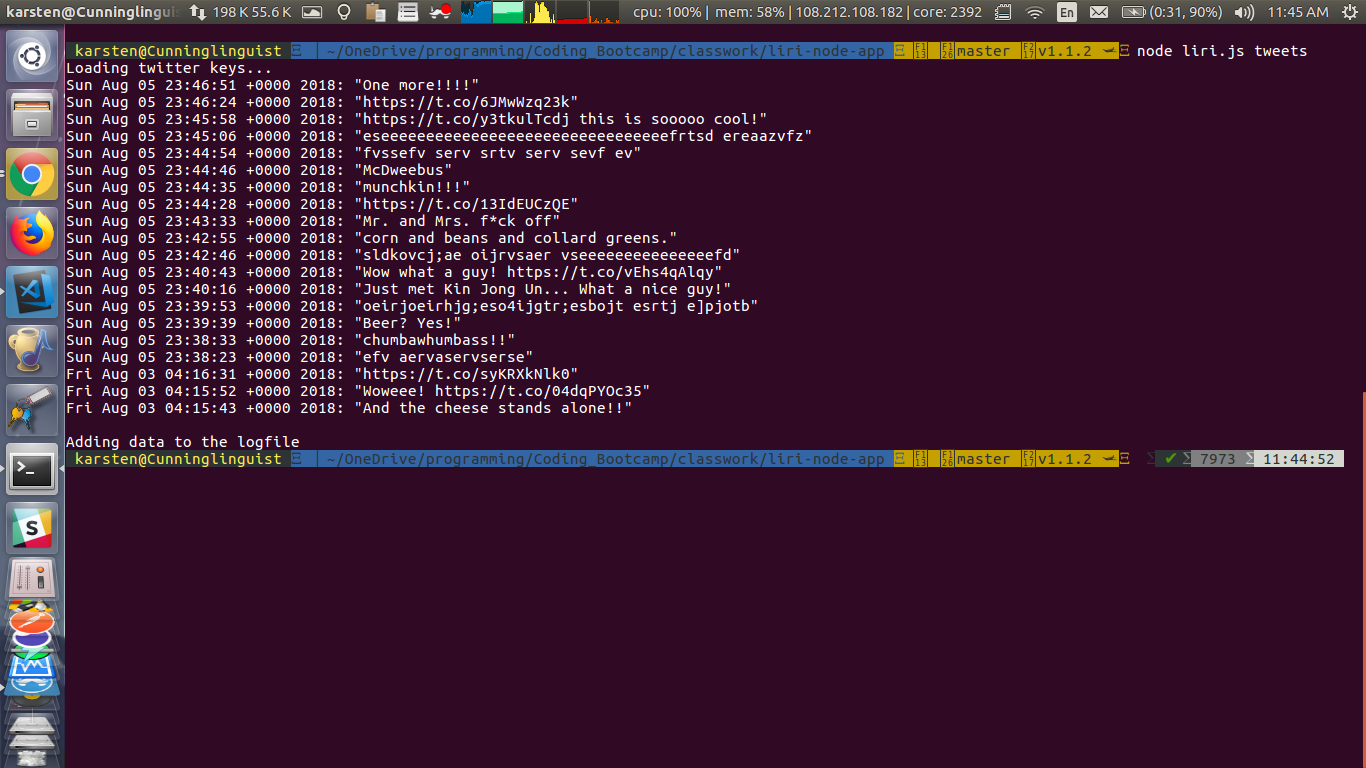 karsten@Cunninglingui 198 K 55.6 K cpu: 100% | mem: 58% | 108.212.108.182 | core: 2392 En (0:31, 90%) 11:45 AM
karsten@Cunninglinguist ~/OneDrive/programming/Coding_Bootcamp/classwork/liri-node-app master v1.1.2 node liri.js tweets
Loading twitter keys...
Sun Aug 05 23:46:51 +0000 2018: "One more!!!!"
Sun Aug 05 23:46:24 +0000 2018: "https://t.co/6JMwWzq23k"
Sun Aug 05 23:45:58 +0000 2018: "https://t.co/y3tkulTcdj this is sooooo cool!"
Sun Aug 05 23:45:06 +0000 2018: "eseeeeeeeeeeeeeeeeeeeeeeeeeeeeeeeefrtsd ereaazvfz"
Sun Aug 05 23:44:54 +0000 2018: "fvssefv serv srtv serv sevf ev"
Sun Aug 05 23:44:46 +0000 2018: "McDweebus"
Sun Aug 05 23:44:35 +0000 2018: "munchkin!!!"
Sun Aug 05 23:44:28 +0000 2018: "https://t.co/13IdEUCzQE"
Sun Aug 05 23:43:33 +0000 2018: "Mr. and Mrs. f*ck off"
Sun Aug 05 23:42:55 +0000 2018: "corn and beans and collard greens."
Sun Aug 05 23:42:46 +0000 2018: "sldkovcj;ae oijrvsaer vseeeeeeeeeeeeeeefd"
Sun Aug 05 23:40:43 +0000 2018: "Wow what a guy! https://t.co/vEhs4qAlqy"
Sun Aug 05 23:40:16 +0000 2018: "Just met Kin Jong Un... What a nice guy!"
Sun Aug 05 23:39:53 +0000 2018: "oeirjoeirhjg;eso4ijgtr;esbojt esrtj e]pjotb"
Sun Aug 05 23:39:39 +0000 2018: "Beer? Yes!"
Sun Aug 05 23:38:33 +0000 2018: "chumbawhumbass!!"
Sun Aug 05 23:38:23 +0000 2018: "efv aervaservserse"
Fri Aug 03 04:16:31 +0000 2018: "https://t.co/syKRXkNlk0"
Fri Aug 03 04:15:52 +0000 2018: "Woweee! https://t.co/04dqPYOc35"
Fri Aug 03 04:15:43 +0000 2018: "And the cheese stands alone!!"
Adding data to the logfile
karsten@Cunninglinguist ~/OneDrive/programming/Coding_Bootcamp/classwork/liri-node-app master v1.1.2 ✔ 7973 11:44:52